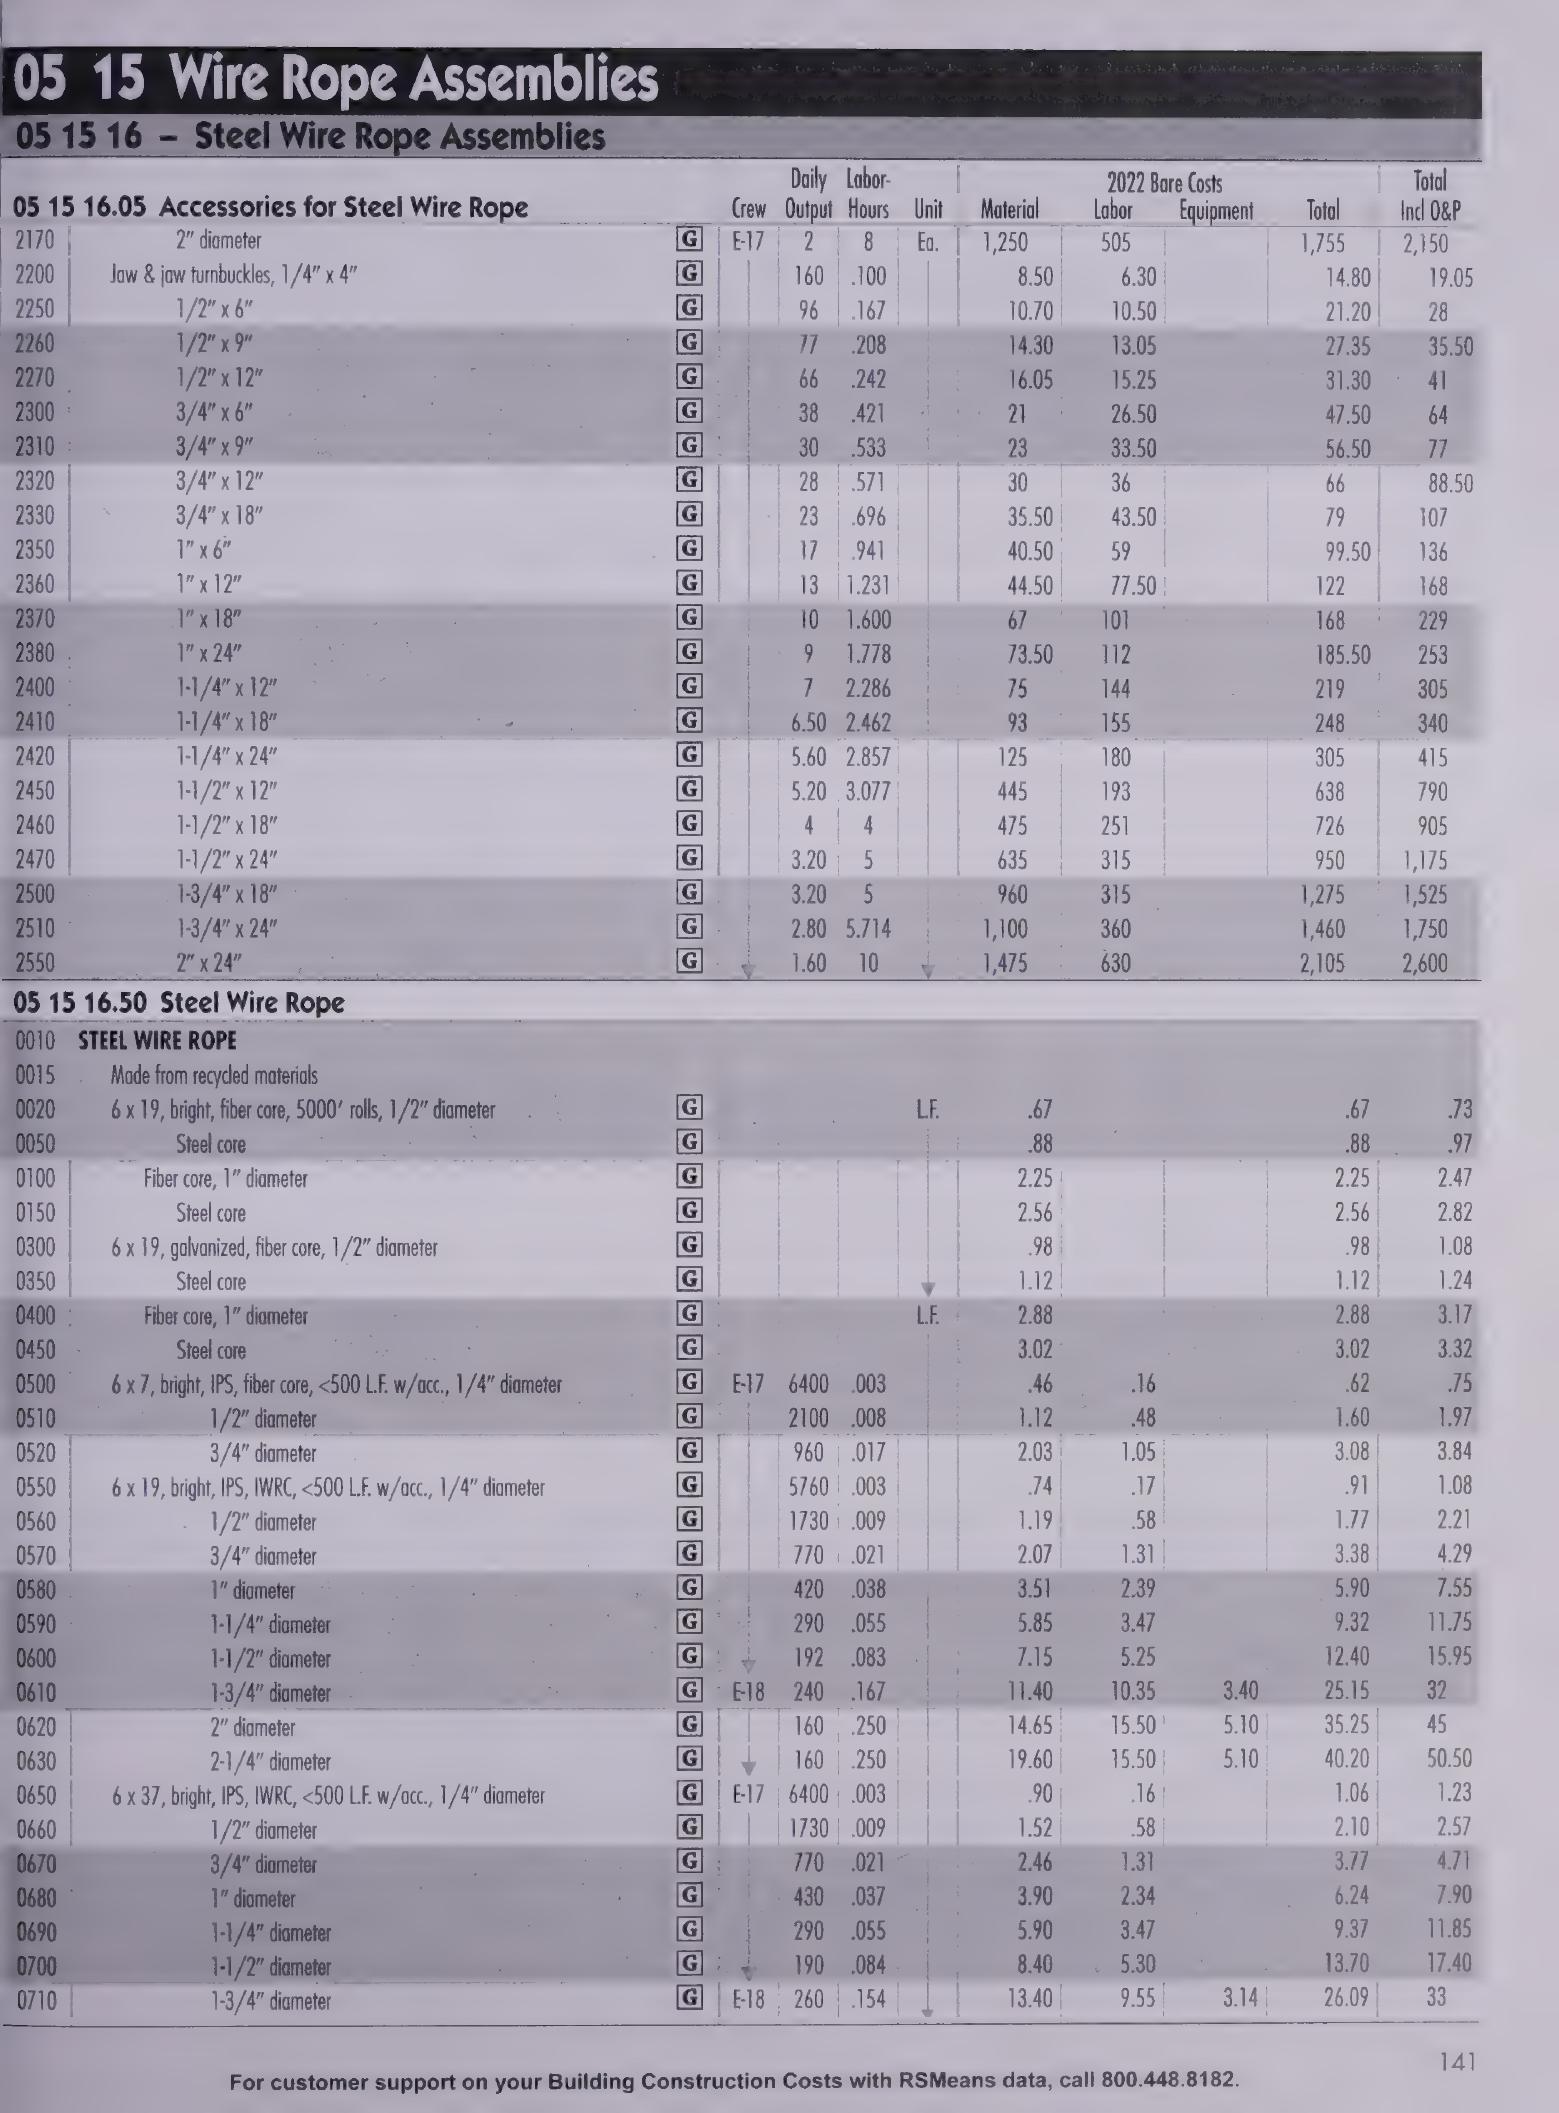 05 15 Wire Rope Assemblies
05 15 16 – Steel Wire Rope Assemblies
Daily Labor- 2022 Bare Costs Total
05 15 16.05 Accessories for Steel Wire Rope Crew Output Hours Unit Material Labor Equipment Total Incl O&P
2170 2" diameter G E-17 2 8 Ea. 1,250 505 1,755 2,150
2200 Jaw & jaw turnbuckles, 1/4" x 4" G 160 .100 8.50 6.30 14.80 19.05
2250 1/2" x 6" G 96 .167 10.70 10.50 21.20 28
2260 1/2" x 9" G 77 .208 14.30 13.05 27.35 35.50
2270 1/2" x 12" G 66 .242 16.05 15.25 31.30 41
2300 3/4" x 6" G 38 .421 21 26.50 47.50 64
2310 3/4" x 9" G 30 .533 23 33.50 56.50 77
2320 3/4" x 12" G 28 .571 30 36 66 88.50
2330 3/4" x 18" G 23 .696 35.50 43.50 79 107
2350 1" x 6" G 17 .941 40.50 59 99.50 136
2360 1" x 12" G 13 1.231 44.50 77.50 122 168
2370 1" x 18" G 10 1.600 67 101 168 229
2380 1" x 24" G 9 1.778 73.50 112 185.50 253
2400 1-1/4" x 12" G 7 2.286 75 144 219 305
2410 1-1/4" x 18" G 6.50 2.462 93 155 248 340
2420 1-1/4" x 24" G 5.60 2.857 125 180 305 415
2450 1-1/2" x 12" G 5.20 3.077 445 193 638 790
2460 1-1/2" x 18" G 4 4 475 251 726 905
2470 1-1/2" x 24" G 3.20 5 635 315 950 1,175
2500 1-3/4" x 18" G 3.20 5 960 315 1,275 1,525
2510 1-3/4" x 24" G 2.80 5.714 1,100 360 1,460 1,750
2550 2" x 24" G 1.60 10 1,475 630 2,105 2,600
05 15 16.50 Steel Wire Rope
0010 STEEL WIRE ROPE
0015 Made from recycled materials
0020 6 x 19, bright, fiber core, 5000' rolls, 1/2" diameter G L.F. .67 .67 .73
0050 Steel core G .88 .88 .97
0100 Fiber core, 1" diameter G 2.25 2.25 2.47
0150 Steel core G 2.56 2.56 2.82
0300 6 x 19, galvanized, fiber core, 1/2" diameter G .98 .98 1.08
0350 Steel core G 1.12 1.12 1.24
0400 Fiber core, 1" diameter G L.F. 2.88 2.88 3.17
0450 Steel core G 3.02 3.02 3.32
0500 6 x 7, bright, IPS, fiber core, <500 L.F. w/acc., 1/4" diameter G E-17 6400 .003 .46 .16 .62 .75
0510 1/2" diameter G 2100 .008 1.12 .48 1.60 1.97
0520 3/4" diameter G 960 .017 2.03 1.05 3.08 3.84
0550 6 x 19, bright, IPS, IWRC, <500 L.F. w/acc., 1/4" diameter G 5760 .003 .74 .17 .91 1.08
0560 1/2" diameter G 1730 .009 1.19 .58 1.77 2.21
0570 3/4" diameter G 770 .021 2.07 1.31 3.38 4.29
0580 1" diameter G 420 .038 3.51 2.39 5.90 7.55
0590 1-1/4" diameter G 290 .055 5.85 3.47 9.32 11.75
0600 1-1/2" diameter G 192 .083 7.15 5.25 12.40 15.95
0610 1-3/4" diameter G E-18 240 .167 11.40 10.35 3.40 25.15 32
0620 2" diameter G 160 .250 14.65 15.50 5.10 35.25 45
0630 2-1/4" diameter G 160 .250 19.60 15.50 5.10 40.20 50.50
0650 6 x 37, bright, IPS, IWRC, <500 L.F. w/acc., 1/4" diameter G E-17 6400 .003 .90 .16 1.06 1.23
0660 1/2" diameter G 1730 .009 1.52 .58 2.10 2.57
0670 3/4" diameter G 770 .021 2.46 1.31 3.77 4.71
0680 1" diameter G 430 .037 3.90 2.34 6.24 7.90
0690 1-1/4" diameter G 290 .055 5.90 3.47 9.37 11.85
0700 1-1/2" diameter G 190 .084 8.40 5.30 13.70 17.40
0710 1-3/4" diameter G E-18 260 .154 13.40 9.55 3.14 26.09 33
141
For customer support on your Building Construction Costs with RSMeans data, call 800.448.8182.